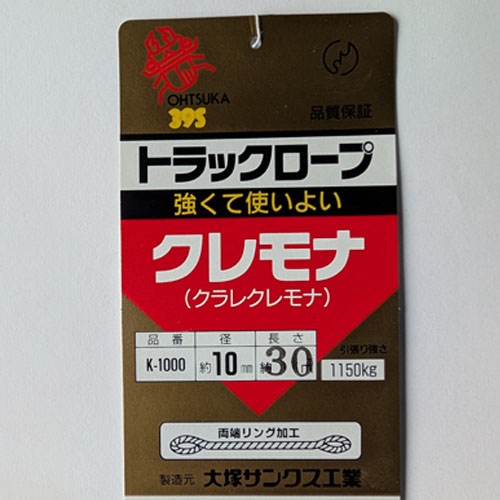 OHTSUKA
39S
品質保証
トラックロープ
強くて使いよい
クレモナ
(クラレクレモナ)
品番 径 長さ 引張り強さ
K-1000 約10mm 約30m 1150kg
両端リング加工
製造元 大塚サンクス工業